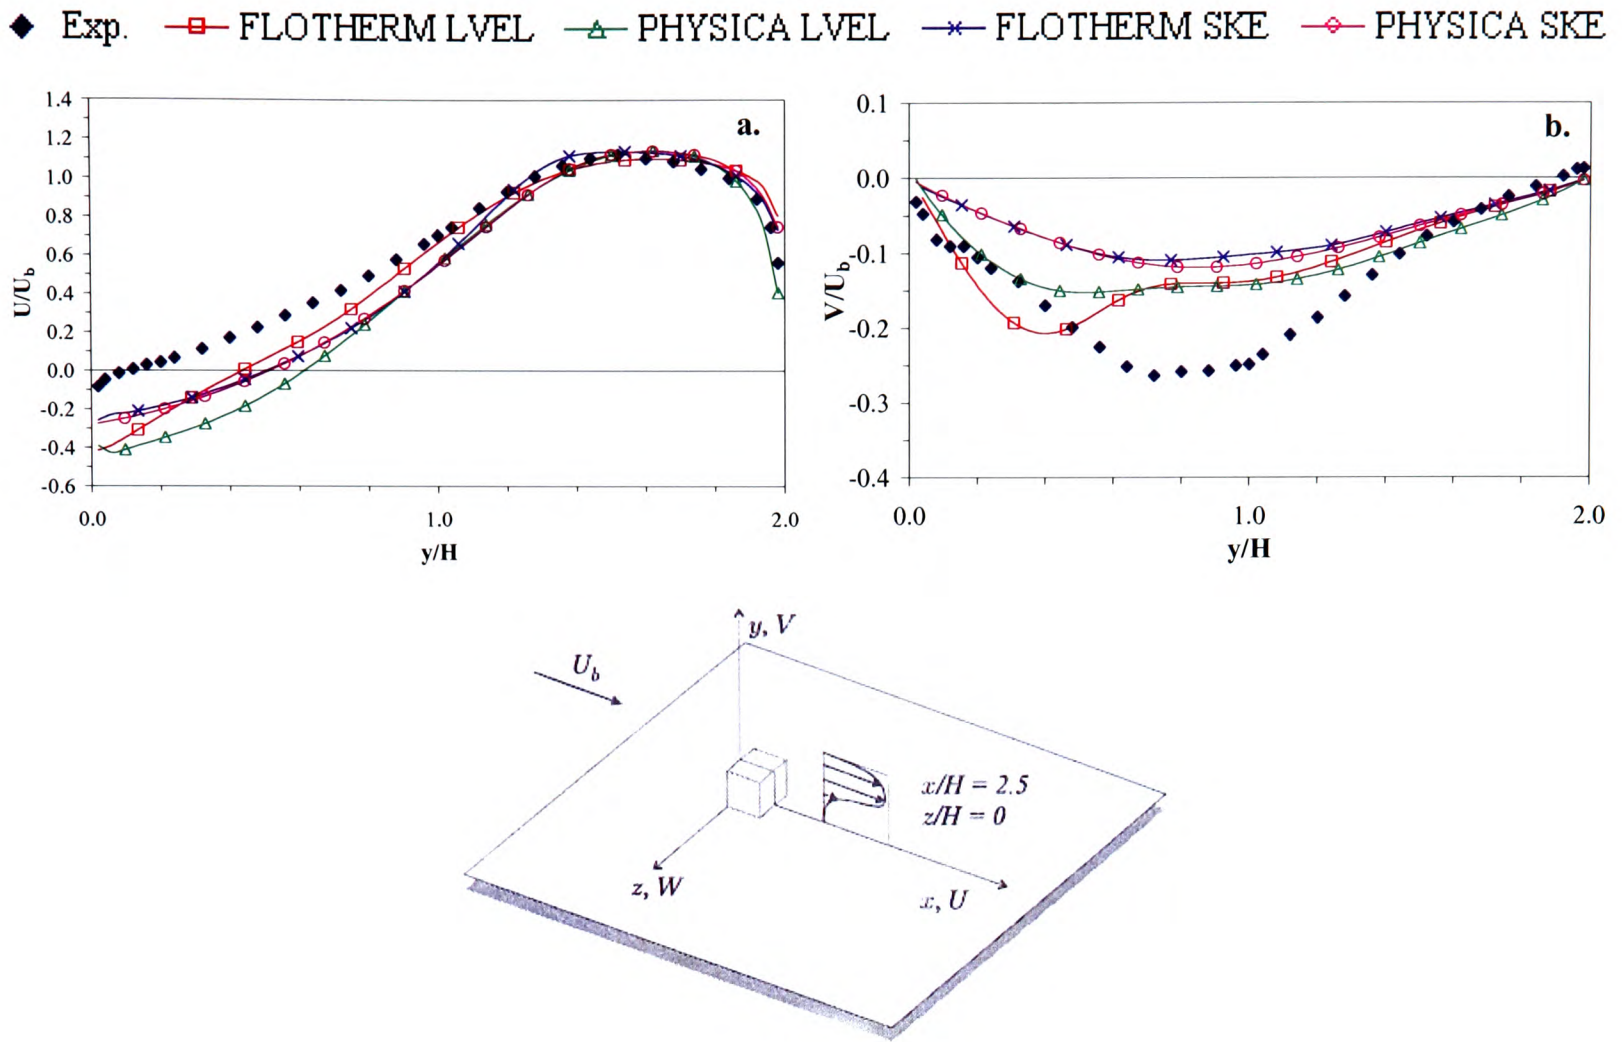 Exp. FLOTHERM LVEL PHYSICA LVEL FLOTHERM SKE PHYSICA SKE
a.
U/U_b
1.4
1.2
1.0
0.8
0.6
0.4
0.2
0.0
-0.2
-0.4
-0.6
0.0 1.0 2.0
y/H
b.
V/U_b
0.1
0.0
-0.1
-0.2
-0.3
-0.4
0.0 1.0 2.0
y/H
y, V
U_b
x/H = 2.5
z/H = 0
z, W
x, U